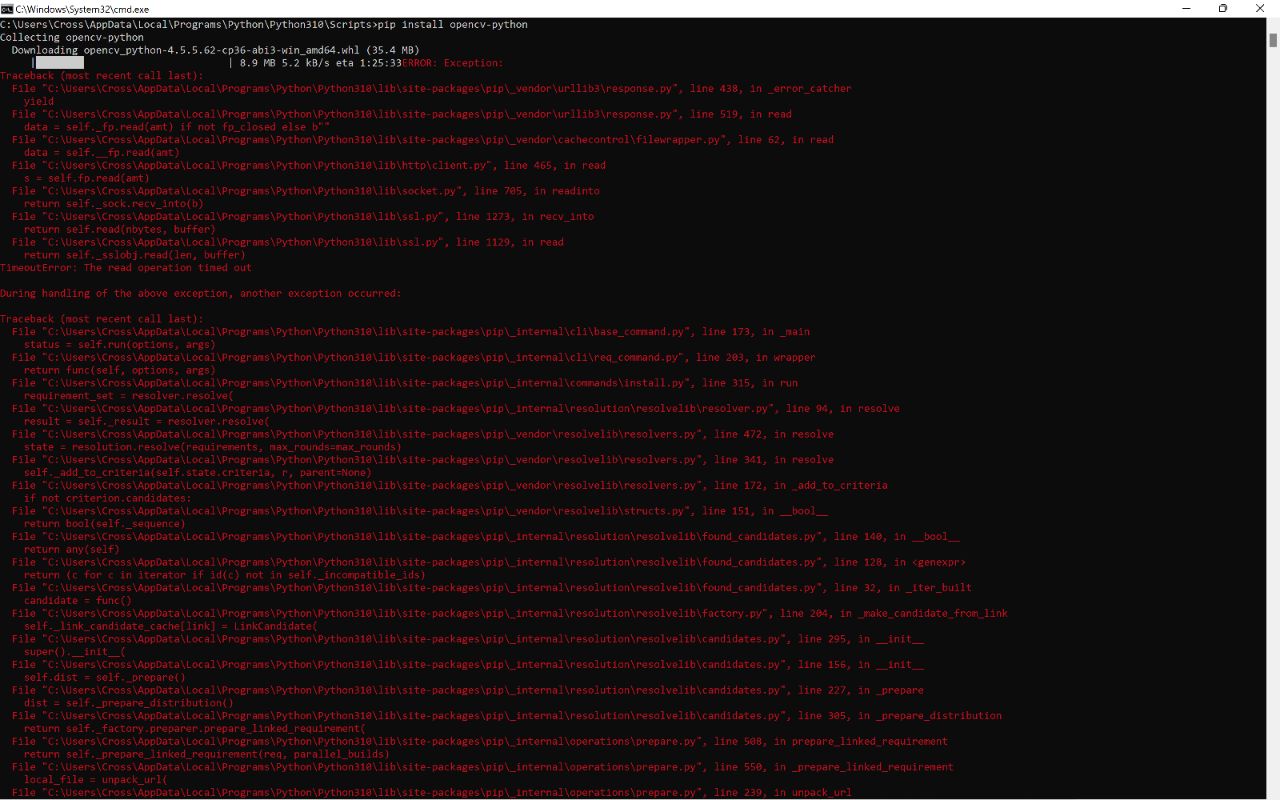 C:\Windows\System32\cmd.exe
C:\Users\Cross\AppData\Local\Programs\Python\Python310\Scripts>pip install opencv-python
Collecting opencv-python
  Downloading opencv_python-4.5.5.62-cp36-abi3-win_amd64.whl (35.4 MB)
     |                                | 8.9 MB 5.2 kB/s eta 1:25:33ERROR: Exception:
Traceback (most recent call last):
  File "C:\Users\Cross\AppData\Local\Programs\Python\Python310\lib\site-packages\pip\_vendor\urllib3\response.py", line 438, in _error_catcher
    yield
  File "C:\Users\Cross\AppData\Local\Programs\Python\Python310\lib\site-packages\pip\_vendor\urllib3\response.py", line 519, in read
    data = self._fp.read(amt) if not fp_closed else b""
  File "C:\Users\Cross\AppData\Local\Programs\Python\Python310\lib\site-packages\pip\_vendor\cachecontrol\filewrapper.py", line 62, in read
    data = self.__fp.read(amt)
  File "C:\Users\Cross\AppData\Local\Programs\Python\Python310\lib\http\client.py", line 465, in read
    s = self.fp.read(amt)
  File "C:\Users\Cross\AppData\Local\Programs\Python\Python310\lib\socket.py", line 705, in readinto
    return self._sock.recv_into(b)
  File "C:\Users\Cross\AppData\Local\Programs\Python\Python310\lib\ssl.py", line 1273, in recv_into
    return self.read(nbytes, buffer)
  File "C:\Users\Cross\AppData\Local\Programs\Python\Python310\lib\ssl.py", line 1129, in read
    return self._sslobj.read(len, buffer)
TimeoutError: The read operation timed out
During handling of the above exception, another exception occurred:
Traceback (most recent call last):
  File "C:\Users\Cross\AppData\Local\Programs\Python\Python310\lib\site-packages\pip\_internal\cli\base_command.py", line 173, in _main
    status = self.run(options, args)
  File "C:\Users\Cross\AppData\Local\Programs\Python\Python310\lib\site-packages\pip\_internal\cli\req_command.py", line 203, in wrapper
    return func(self, options, args)
  File "C:\Users\Cross\AppData\Local\Programs\Python\Python310\lib\site-packages\pip\_internal\commands\install.py", line 315, in run
    requirement_set = resolver.resolve(
  File "C:\Users\Cross\AppData\Local\Programs\Python\Python310\lib\site-packages\pip\_internal\resolution\resolvelib\resolver.py", line 94, in resolve
    result = self._result = resolver.resolve(
  File "C:\Users\Cross\AppData\Local\Programs\Python\Python310\lib\site-packages\pip\_vendor\resolvelib\resolvers.py", line 472, in resolve
    state = resolution.resolve(requirements, max_rounds=max_rounds)
  File "C:\Users\Cross\AppData\Local\Programs\Python\Python310\lib\site-packages\pip\_vendor\resolvelib\resolvers.py", line 341, in resolve
    self._add_to_criteria(self.state.criteria, r, parent=None)
  File "C:\Users\Cross\AppData\Local\Programs\Python\Python310\lib\site-packages\pip\_vendor\resolvelib\resolvers.py", line 172, in _add_to_criteria
    if not criterion.candidates:
  File "C:\Users\Cross\AppData\Local\Programs\Python\Python310\lib\site-packages\pip\_vendor\resolvelib\structs.py", line 151, in __bool__
    return bool(self._sequence)
  File "C:\Users\Cross\AppData\Local\Programs\Python\Python310\lib\site-packages\pip\_internal\resolution\resolvelib\found_candidates.py", line 140, in __bool__
    return any(self)
  File "C:\Users\Cross\AppData\Local\Programs\Python\Python310\lib\site-packages\pip\_internal\resolution\resolvelib\found_candidates.py", line 128, in <genexpr>
    return (c for c in iterator if id(c) not in self._incompatible_ids)
  File "C:\Users\Cross\AppData\Local\Programs\Python\Python310\lib\site-packages\pip\_internal\resolution\resolvelib\found_candidates.py", line 32, in _iter_built
    candidate = func()
  File "C:\Users\Cross\AppData\Local\Programs\Python\Python310\lib\site-packages\pip\_internal\resolution\resolvelib\factory.py", line 204, in _make_candidate_from_link
    self._link_candidate_cache[link] = LinkCandidate(
  File "C:\Users\Cross\AppData\Local\Programs\Python\Python310\lib\site-packages\pip\_internal\resolution\resolvelib\candidates.py", line 295, in __init__
    super().__init__(
  File "C:\Users\Cross\AppData\Local\Programs\Python\Python310\lib\site-packages\pip\_internal\resolution\resolvelib\candidates.py", line 156, in __init__
    self.dist = self._prepare()
  File "C:\Users\Cross\AppData\Local\Programs\Python\Python310\lib\site-packages\pip\_internal\resolution\resolvelib\candidates.py", line 227, in _prepare
    dist = self._prepare_distribution()
  File "C:\Users\Cross\AppData\Local\Programs\Python\Python310\lib\site-packages\pip\_internal\resolution\resolvelib\candidates.py", line 305, in _prepare_distribution
    return self._factory.preparer.prepare_linked_requirement(
  File "C:\Users\Cross\AppData\Local\Programs\Python\Python310\lib\site-packages\pip\_internal\operations\prepare.py", line 508, in prepare_linked_requirement
    return self._prepare_linked_requirement(req, parallel_builds)
  File "C:\Users\Cross\AppData\Local\Programs\Python\Python310\lib\site-packages\pip\_internal\operations\prepare.py", line 550, in _prepare_linked_requirement
    local_file = unpack_url(
  File "C:\Users\Cross\AppData\Local\Programs\Python\Python310\lib\site-packages\pip\_internal\operations\prepare.py", line 239, in unpack_url